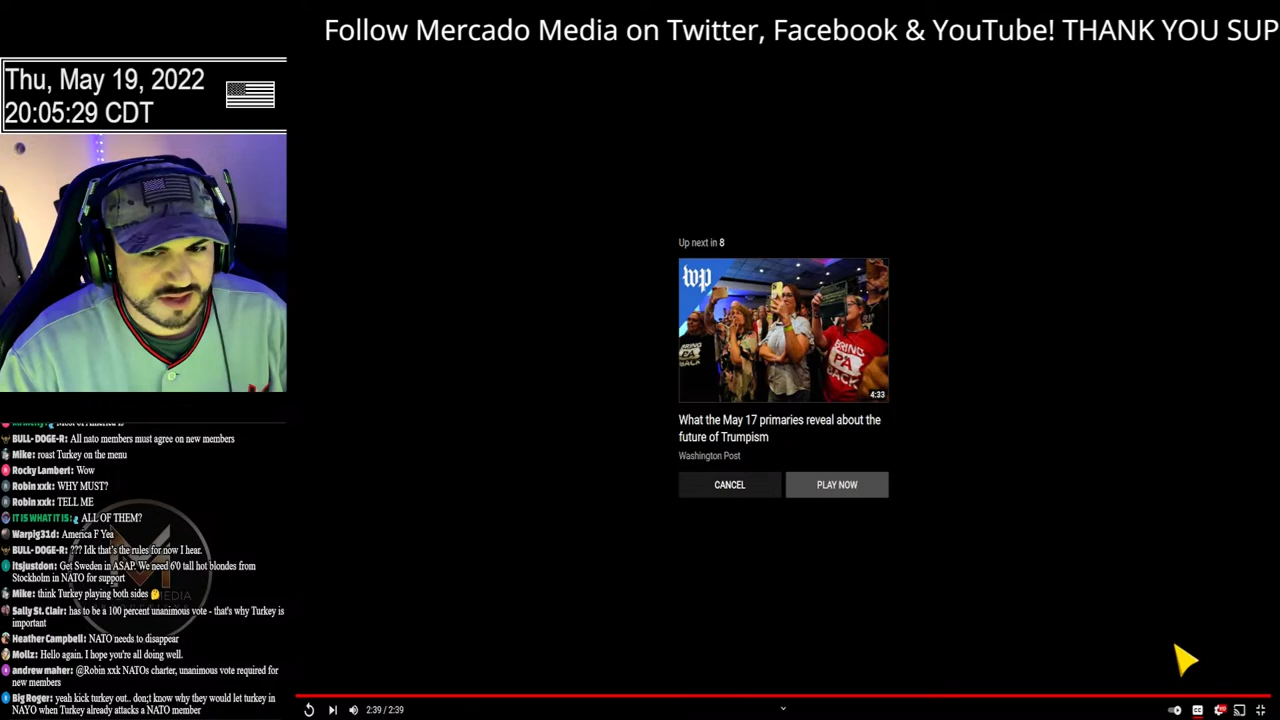 Follow Mercado Media on Twitter, Facebook & YouTube! THANK YOU SUP
Thu, May 19, 2022
20:05:29 CDT
Up next in 8
wp
BRING
PA
BACK
BRING
PA
BACK
4:33
What the May 17 primaries reveal about the
future of Trumpism
Washington Post
CANCEL
PLAY NOW
BULL- DOGE-R: All nato members must agree on new members
Mike: roast Turkey on the menu
Rocky Lambert: Wow
Robin xxk: WHY MUST?
Robin xxk: TELL ME
IT IS WHAT IT IS: ALL OF THEM?
Warpig31d: America F Yea
BULL- DOGE-R: ??? Idk that's the rules for now I hear.
Itsjustdon: Get Sweden in ASAP. We need 6'0 tall hot blondes from
Stockholm in NATO for support
Mike: think Turkey playing both sides 🤔
Sally St. Clair: has to be a 100 percent unanimous vote - that's why Turkey is
important
Heather Campbell: NATO needs to disappear
Mollz: Hello again. I hope you're all doing well.
andrew maher: @Robin xxk NATOs charter, unanimous vote required for
new members
Big Roger: yeah kick turkey out.. don;t know why they would let turkey in
NAYO when Turkey already attacks a NATO member
2:39 / 2:39